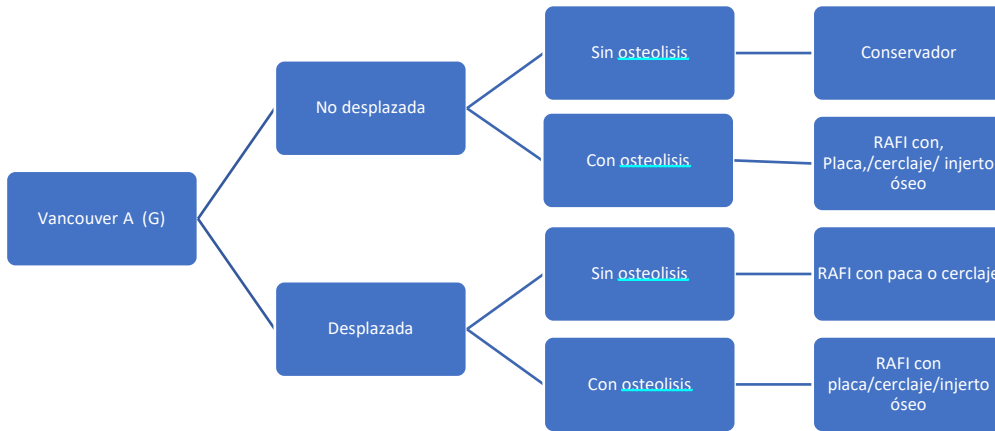 Vancouver A (G)
No desplazada
Sin osteolisis
Conservador
Con osteolisis
RAFI con,
Placa,/cerclaje/ injerto
óseo
Desplazada
Sin osteolisis
RAFI con paca o cerclaje
Con osteolisis
RAFI con
placa/cerclaje/injerto
óseo